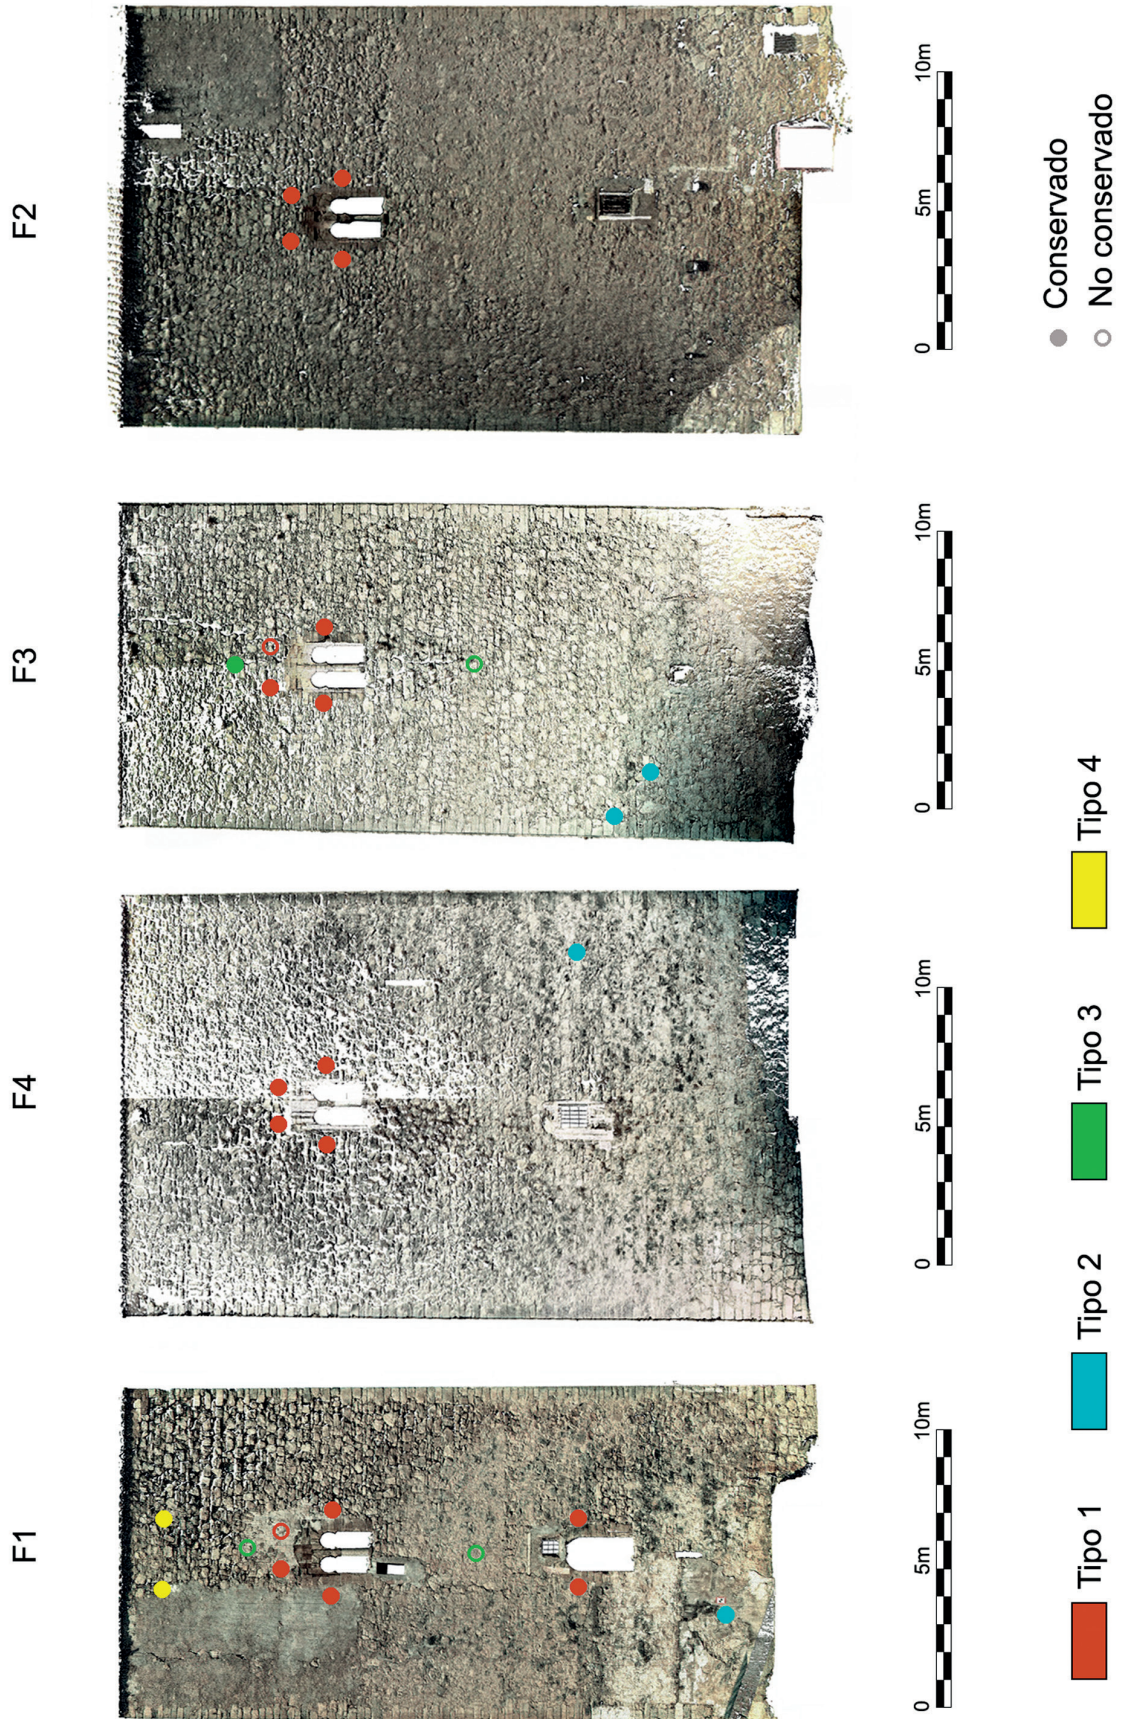 F1
F4
F3
F2
0 5m 10m
0 5m 10m
0 5m 10m
0 5m 10m
Tipo 1
Tipo 2
Tipo 3
Tipo 4
Conservado
No conservado